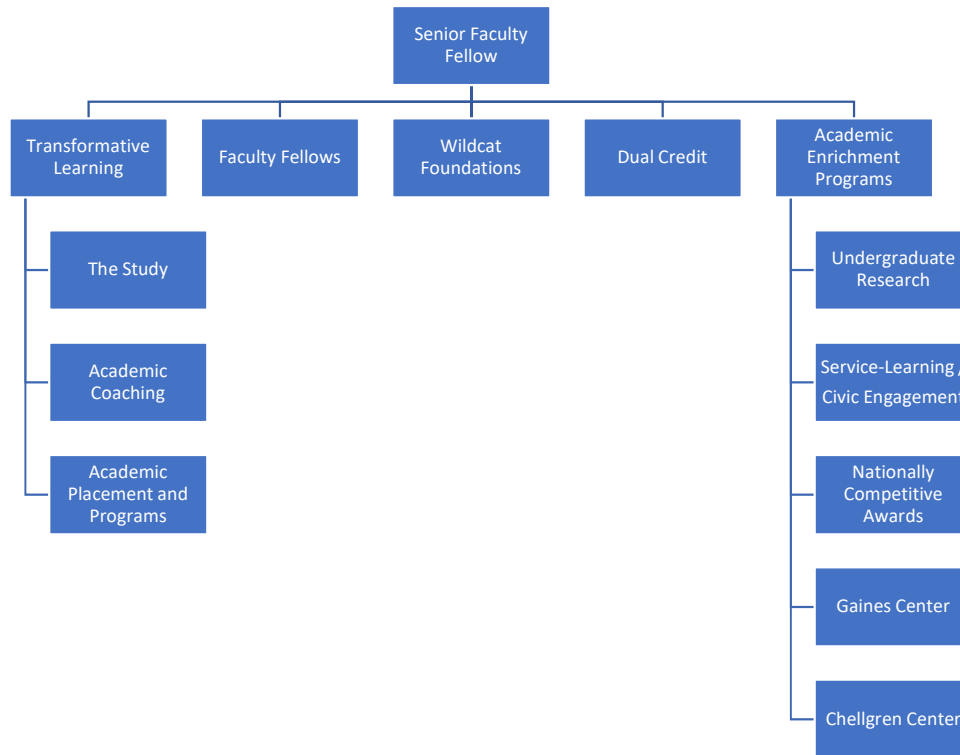 Senior Faculty
Fellow
Transformative
Learning
Faculty Fellows
Wildcat
Foundations
Dual Credit
Academic
Enrichment
Programs
The Study
Academic
Coaching
Academic
Placement and
Programs
Undergraduate
Research
Service-Learning /
Civic Engagement
Nationally
Competitive
Awards
Gaines Center
Chellgren Center